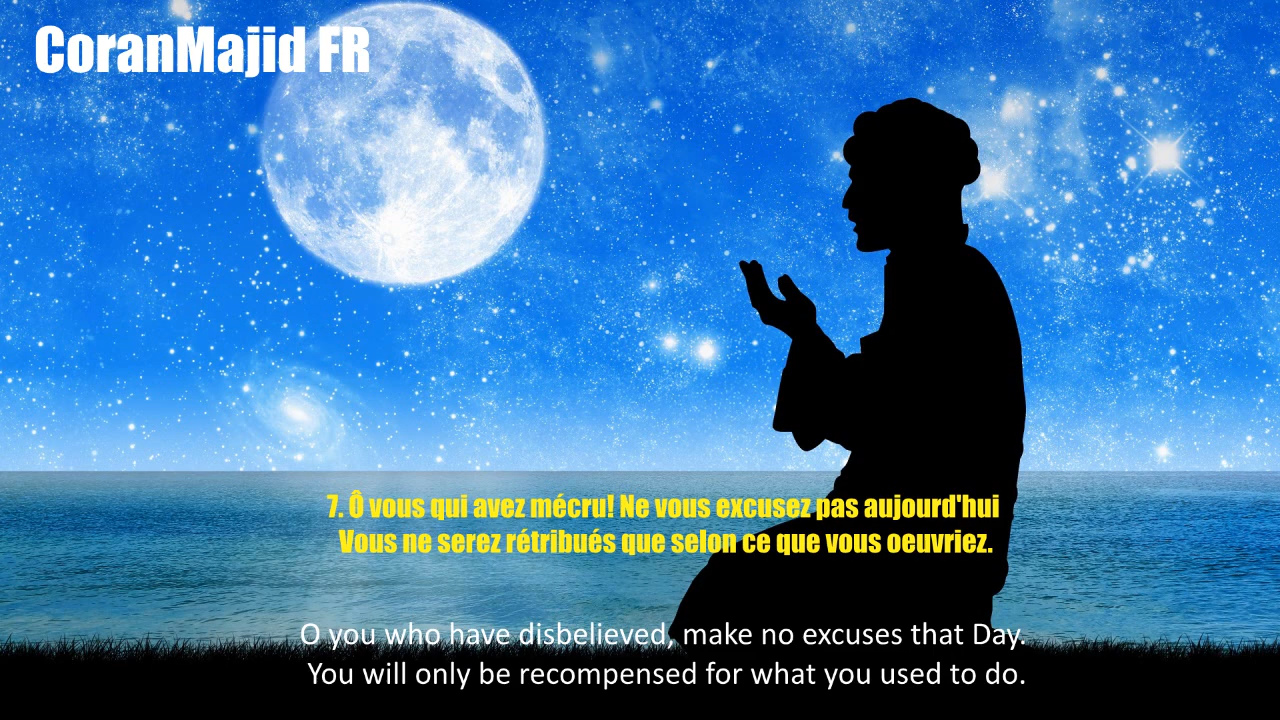 CoranMajid FR
7. Ô vous qui avez mécru! Ne vous excusez pas aujourd'hui
Vous ne serez rétribués que selon ce que vous oeuvriez.
O you who have disbelieved, make no excuses that Day.
You will only be recompensed for what you used to do.